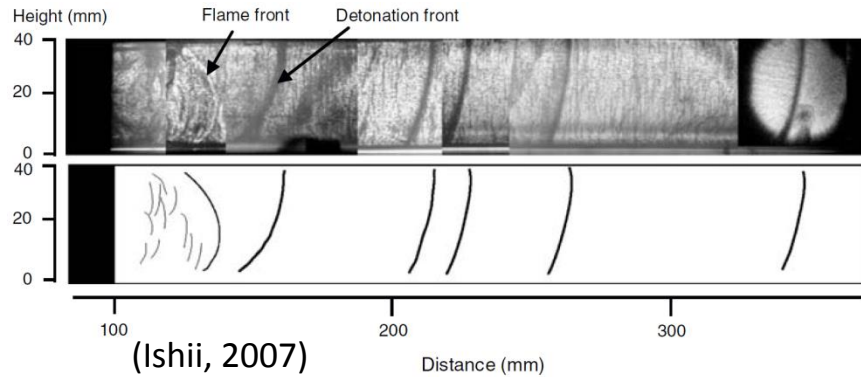 Height (mm)
Flame front
Detonation front
40
20
0
40
20
0
100
200
300
(Ishii, 2007)
Distance (mm)